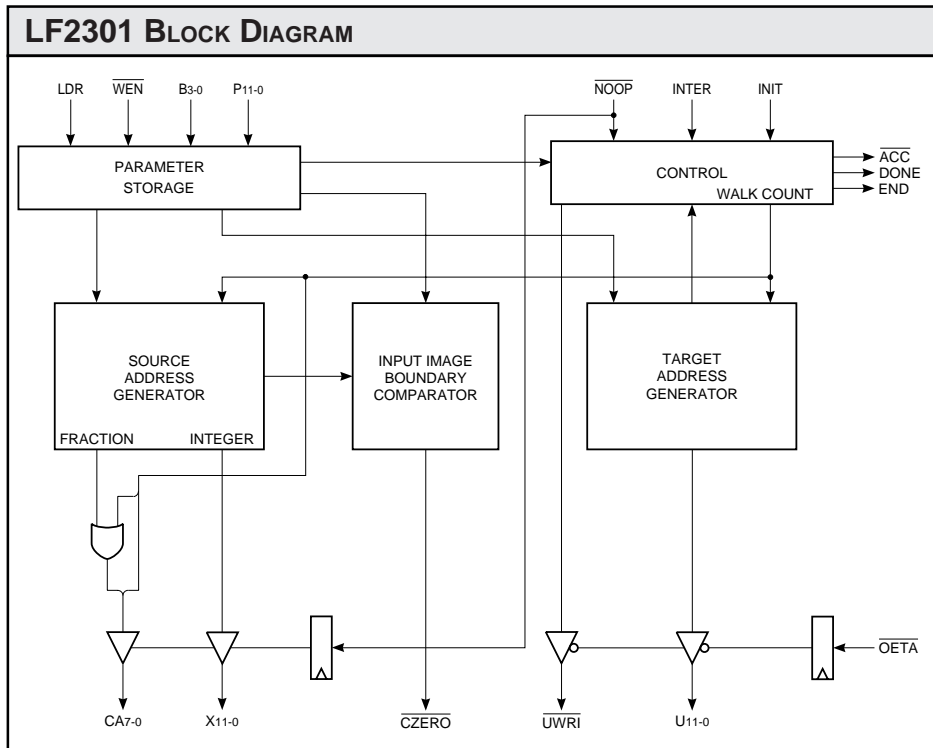 LF2301 BLOCK DIAGRAM
LDR WEN B3-0 P11-0 NOOP INTER INIT
PARAMETER
STORAGE
CONTROL
WALK COUNT
ACC
DONE
END
SOURCE
ADDRESS
GENERATOR
FRACTION INTEGER
INPUT IMAGE
BOUNDARY
COMPARATOR
TARGET
ADDRESS
GENERATOR
OETA
CA7-0 X11-0 CZERO UWRI U11-0